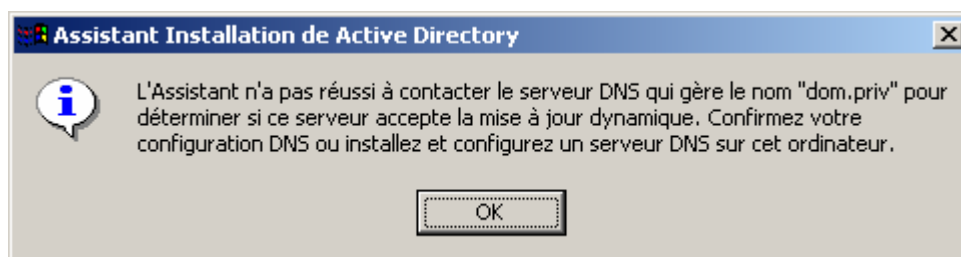 Assistant Installation de Active Directory
L'Assistant n'a pas réussi à contacter le serveur DNS qui gère le nom "dom.priv" pour
déterminer si ce serveur accepte la mise à jour dynamique. Confirmez votre
configuration DNS ou installez et configurez un serveur DNS sur cet ordinateur.
OK